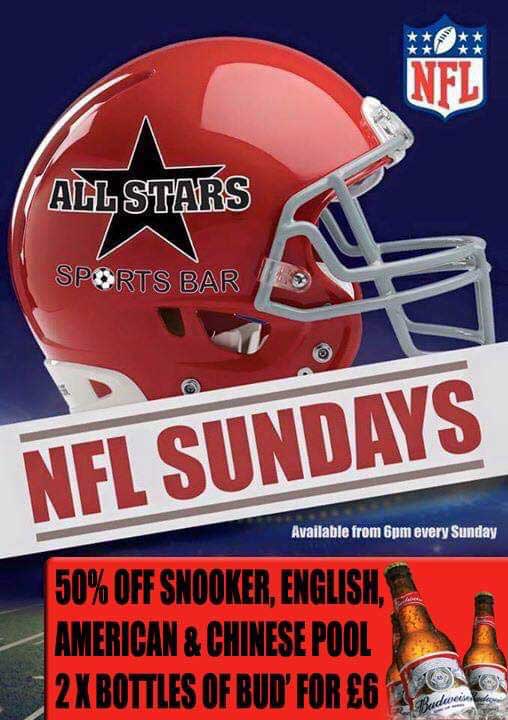 NFL
ALL STARS
SPORTS BAR
NFL SUNDAYS
Available from 6pm every Sunday
50% OFF SNOOKER, ENGLISH,
AMERICAN & CHINESE POOL
2 X BOTTLES OF BUD' FOR £6
Budweiser